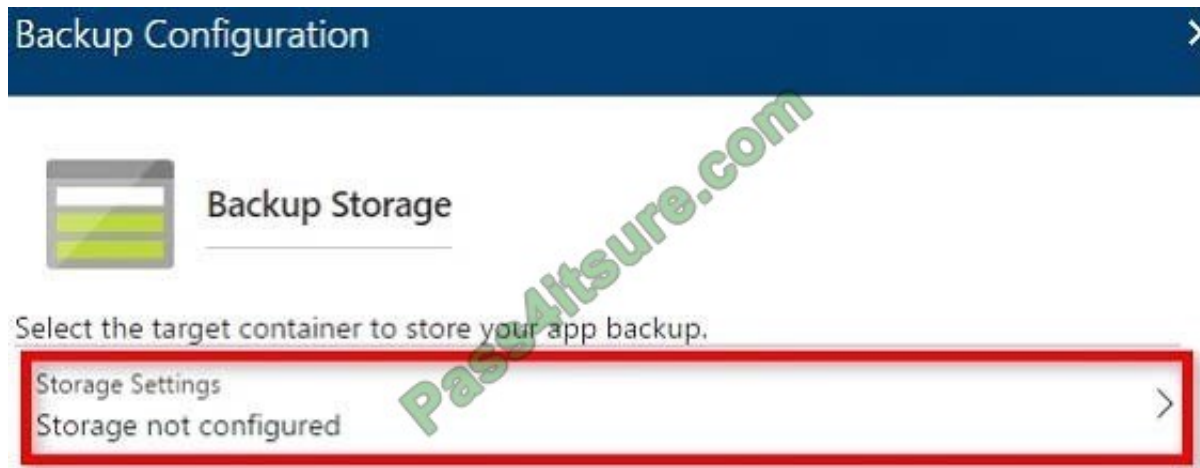 Backup Configuration
Backup Storage
Select the target container to store your app backup.
Storage Settings
Storage not configured
Pass4itsure.com